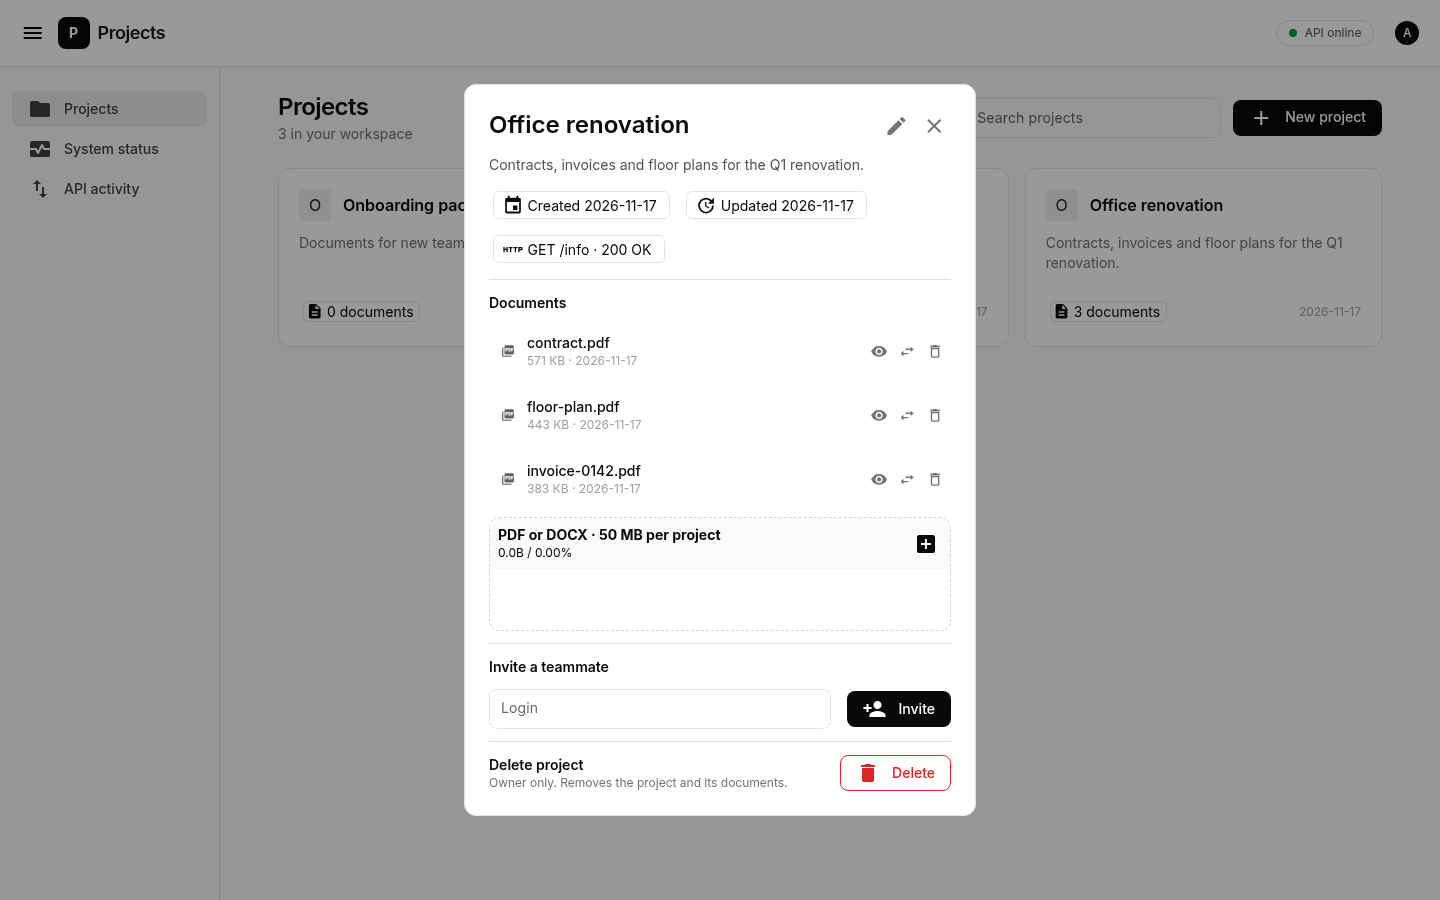 P Projects
API online
A
Projects
System status
API activity
Projects
3 in your workspace
Search projects
New project
O Onboarding pac
Documents for new team
0 documents
17
O Office renovation
Contracts, invoices and floor plans for the Q1
renovation.
3 documents
2026-11-17
Office renovation
Contracts, invoices and floor plans for the Q1 renovation.
Created 2026-11-17
Updated 2026-11-17
HTTP GET /info · 200 OK
Documents
contract.pdf
571 KB · 2026-11-17
floor-plan.pdf
443 KB · 2026-11-17
invoice-0142.pdf
383 KB · 2026-11-17
PDF or DOCX · 50 MB per project
0.0B / 0.00%
Invite a teammate
Login
Invite
Delete project
Owner only. Removes the project and its documents.
Delete